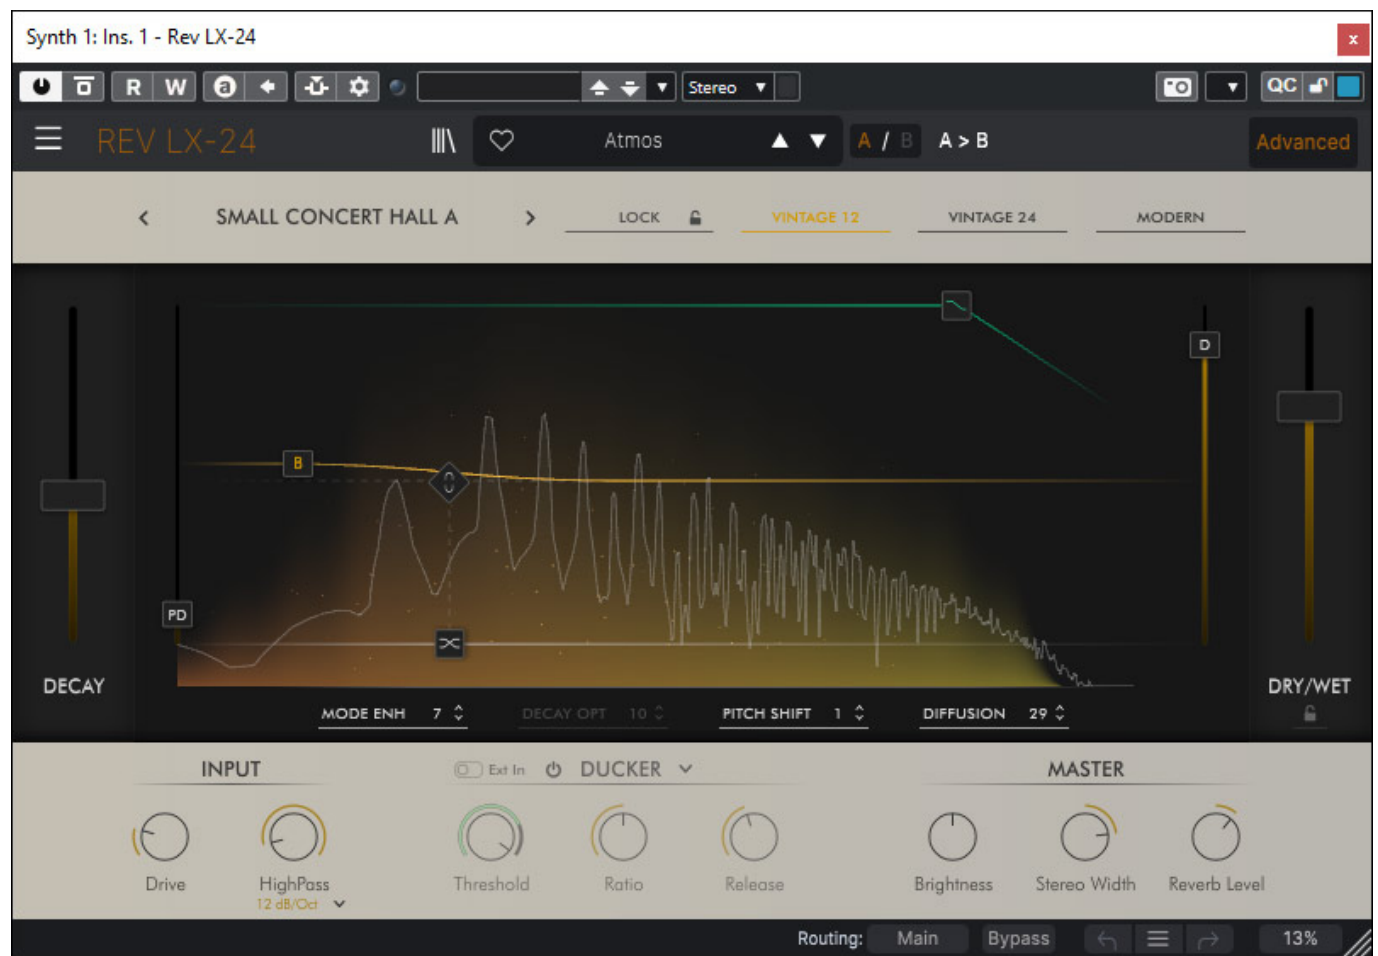 Synth 1: Ins. 1 - Rev LX-24
x
R W a Stereo QC
REV LX-24 Atmos A / B A > B Advanced
< SMALL CONCERT HALL A > LOCK VINTAGE 12 VINTAGE 24 MODERN
D
B
PD
DECAY DRY/WET
MODE ENH 7 DECAY OPT 10 PITCH SHIFT 1 DIFFUSION 29
INPUT Ext In DUCKER MASTER
Drive HighPass Threshold Ratio Release Brightness Stereo Width Reverb Level
12 dB/Oct
Routing: Main Bypass 13%